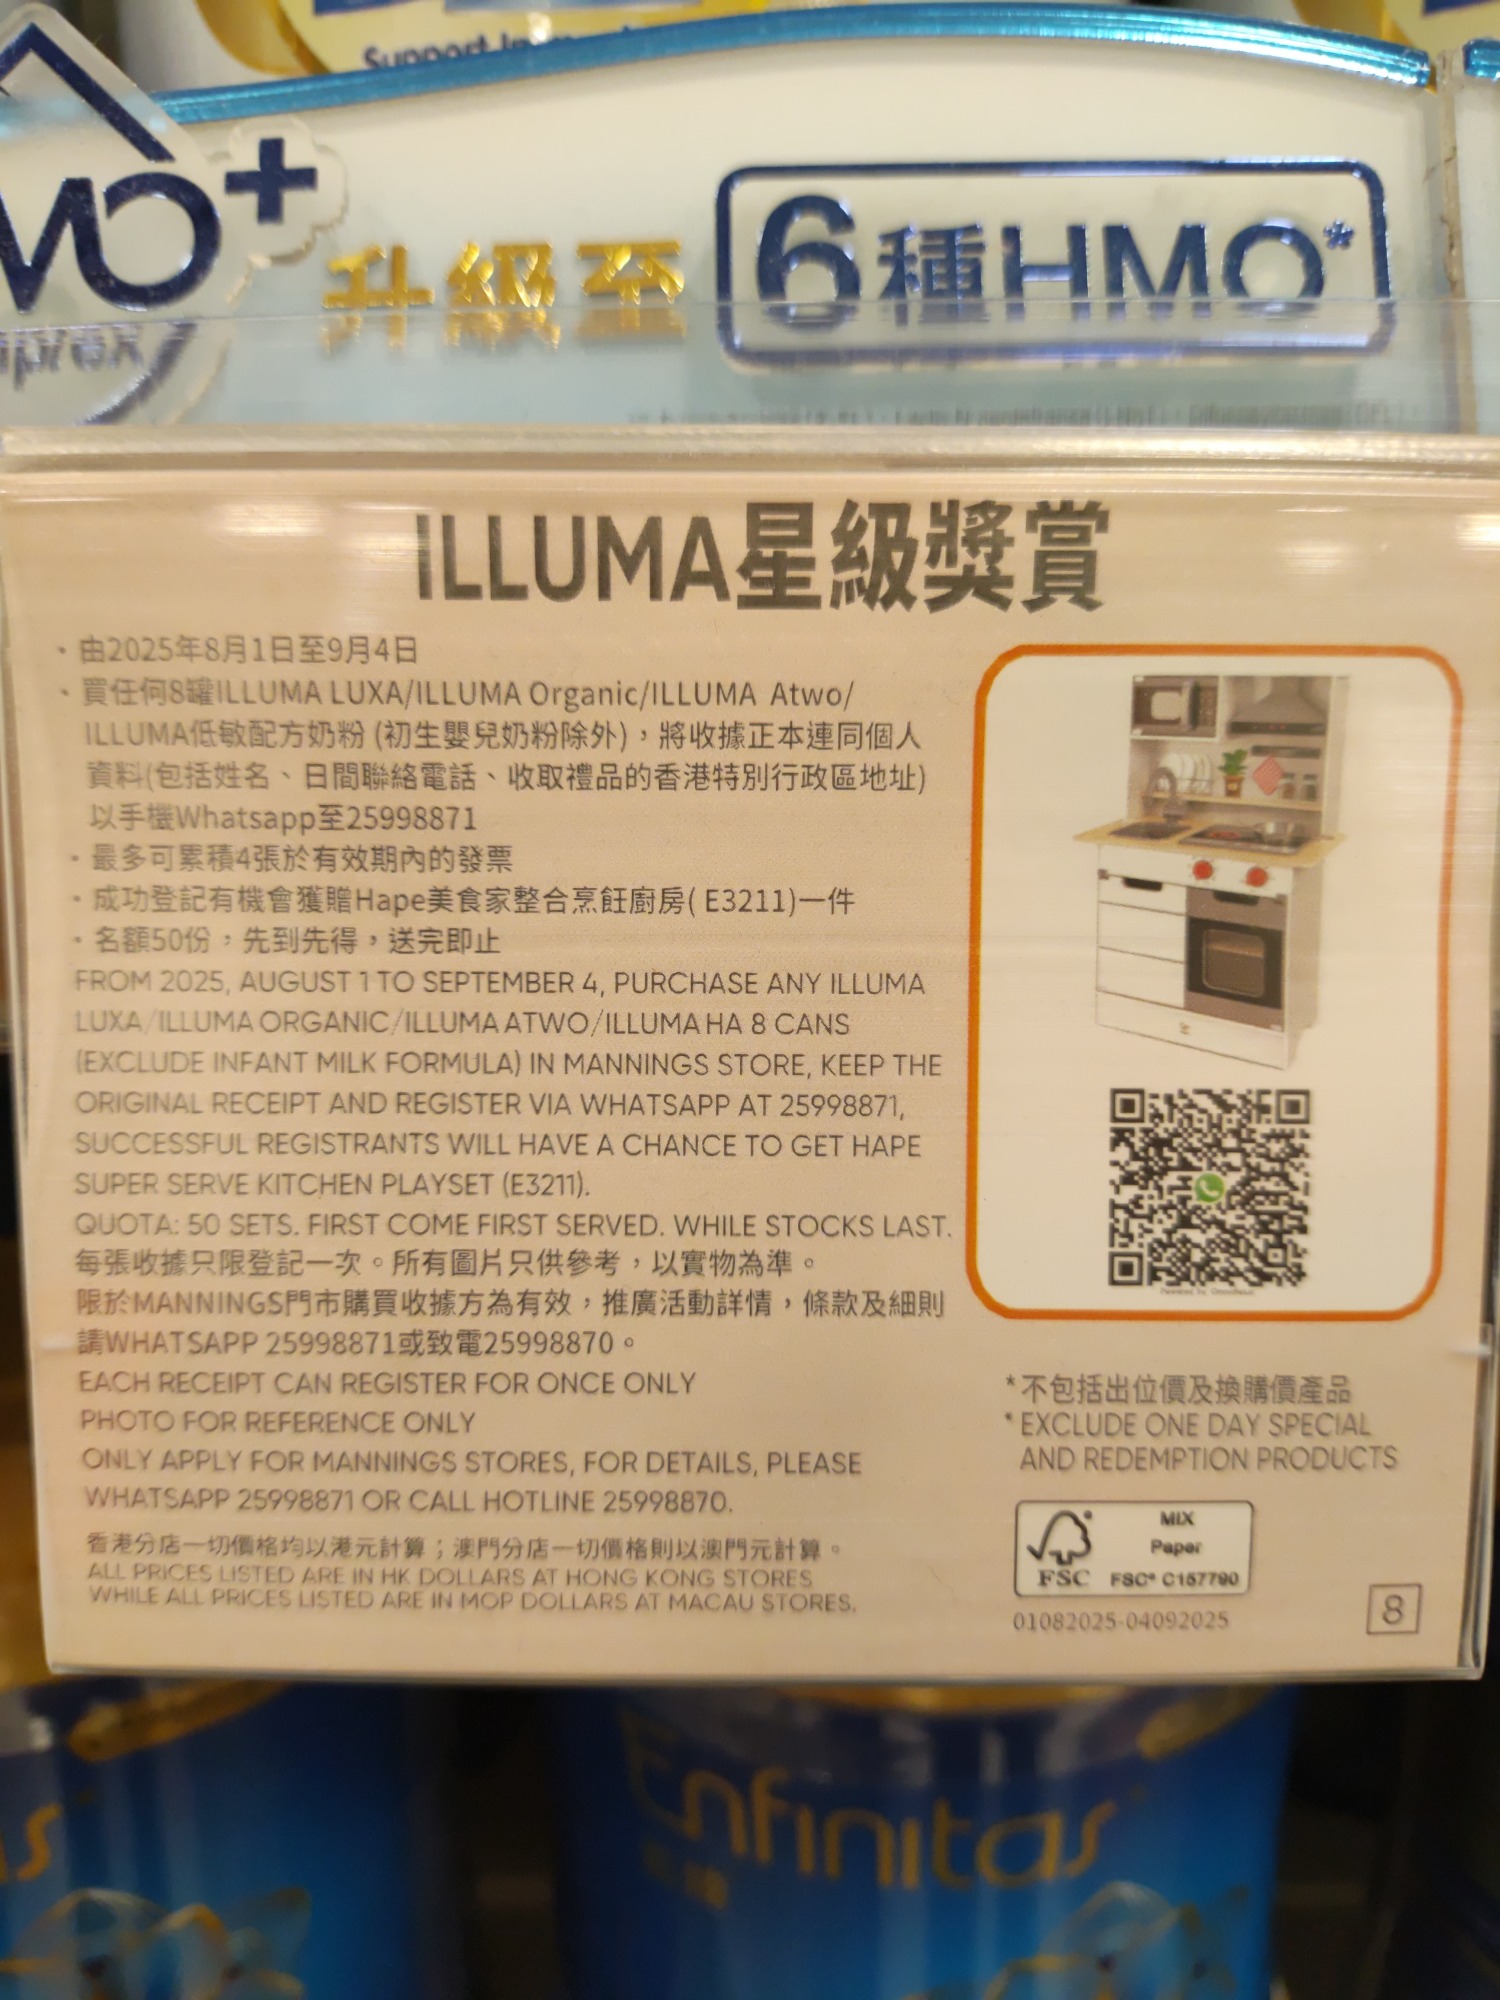 Support
MO+
升級至
6種HMO*
ILLUMA星級獎賞
· 由2025年8月1日至9月4日
· 買任何8罐ILLUMA LUXA/ILLUMA Organic/ILLUMA Atwo/
ILLUMA低敏配方奶粉 (初生嬰兒奶粉除外)，將收據正本連同個人
資料(包括姓名、日間聯絡電話、收取禮品的香港特別行政區地址)
以手機Whatsapp至25998871
· 最多可累積4張於有效期內的發票
· 成功登記有機會獲贈Hape美食家整合烹飪廚房( E3211)一件
· 名額50份，先到先得，送完即止
FROM 2025, AUGUST 1 TO SEPTEMBER 4, PURCHASE ANY ILLUMA
LUXA/ILLUMA ORGANIC/ILLUMA ATWO/ILLUMA HA 8 CANS
(EXCLUDE INFANT MILK FORMULA) IN MANNINGS STORE, KEEP THE
ORIGINAL RECEIPT AND REGISTER VIA WHATSAPP AT 25998871,
SUCCESSFUL REGISTRANTS WILL HAVE A CHANCE TO GET HAPE
SUPER SERVE KITCHEN PLAYSET (E3211).
QUOTA: 50 SETS. FIRST COME FIRST SERVED. WHILE STOCKS LAST.
每張收據只限登記一次。所有圖片只供參考，以實物為準。
限於MANNINGS門市購買收據方為有效，推廣活動詳情，條款及細則
請WHATSAPP 25998871或致電25998870。
EACH RECEIPT CAN REGISTER FOR ONCE ONLY
PHOTO FOR REFERENCE ONLY
ONLY APPLY FOR MANNINGS STORES, FOR DETAILS, PLEASE
WHATSAPP 25998871 OR CALL HOTLINE 25998870.
香港分店一切價格均以港元計算；澳門分店一切價格則以澳門元計算。
ALL PRICES LISTED ARE IN HK DOLLARS AT HONG KONG STORES
WHILE ALL PRICES LISTED ARE IN MOP DOLLARS AT MACAU STORES.
*不包括出位價及換購價產品
*EXCLUDE ONE DAY SPECIAL
AND REDEMPTION PRODUCTS
MIX
Paper
FSC FSC® C157790
01082025-04092025
8
Enfinitas